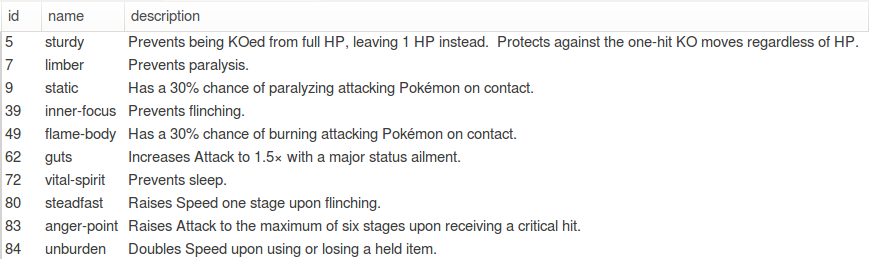 id name description
5 sturdy Prevents being KOed from full HP, leaving 1 HP instead.  Protects against the one-hit KO moves regardless of HP.
7 limber Prevents paralysis.
9 static Has a 30% chance of paralyzing attacking Pokémon on contact.
39 inner-focus Prevents flinching.
49 flame-body Has a 30% chance of burning attacking Pokémon on contact.
62 guts Increases Attack to 1.5× with a major status ailment.
72 vital-spirit Prevents sleep.
80 steadfast Raises Speed one stage upon flinching.
83 anger-point Raises Attack to the maximum of six stages upon receiving a critical hit.
84 unburden Doubles Speed upon using or losing a held item.